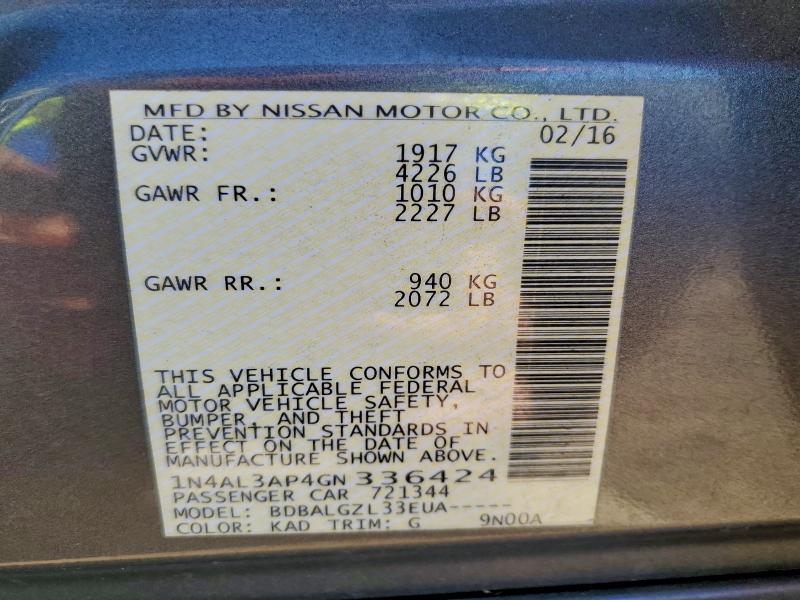 MFD BY NISSAN MOTOR CO., LTD.
DATE: 02/16
GVWR: 1917 KG
4226 LB
GAWR FR.: 1010 KG
2227 LB
GAWR RR.: 940 KG
2072 LB
THIS VEHICLE CONFORMS TO
ALL APPLICABLE FEDERAL
MOTOR VEHICLE SAFETY,
BUMPER, AND THEFT
PREVENTION STANDARDS IN
EFFECT ON THE DATE OF
MANUFACTURE SHOWN ABOVE.
1N4AL3AP4GN336424
PASSENGER CAR 721344
MODEL: BDBALGZL33EUA-----
COLOR: KAD TRIM: G 9N00A